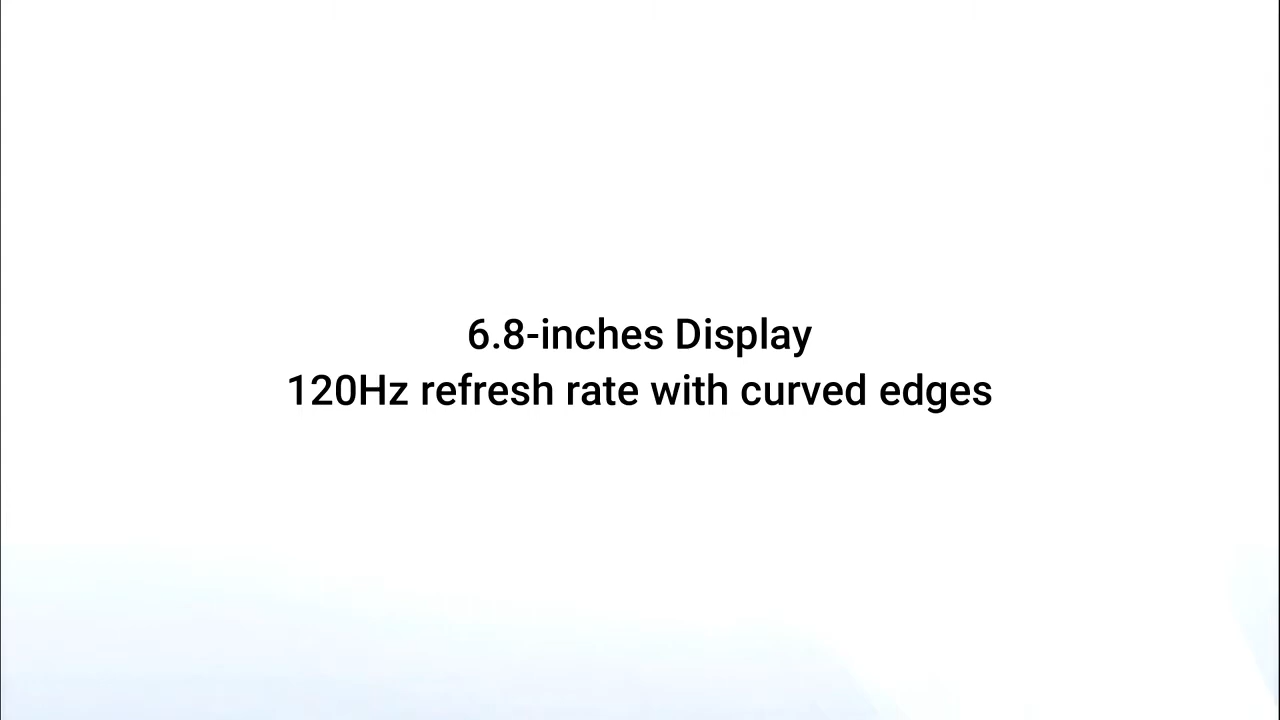 6.8-inches Display
120Hz refresh rate with curved edges